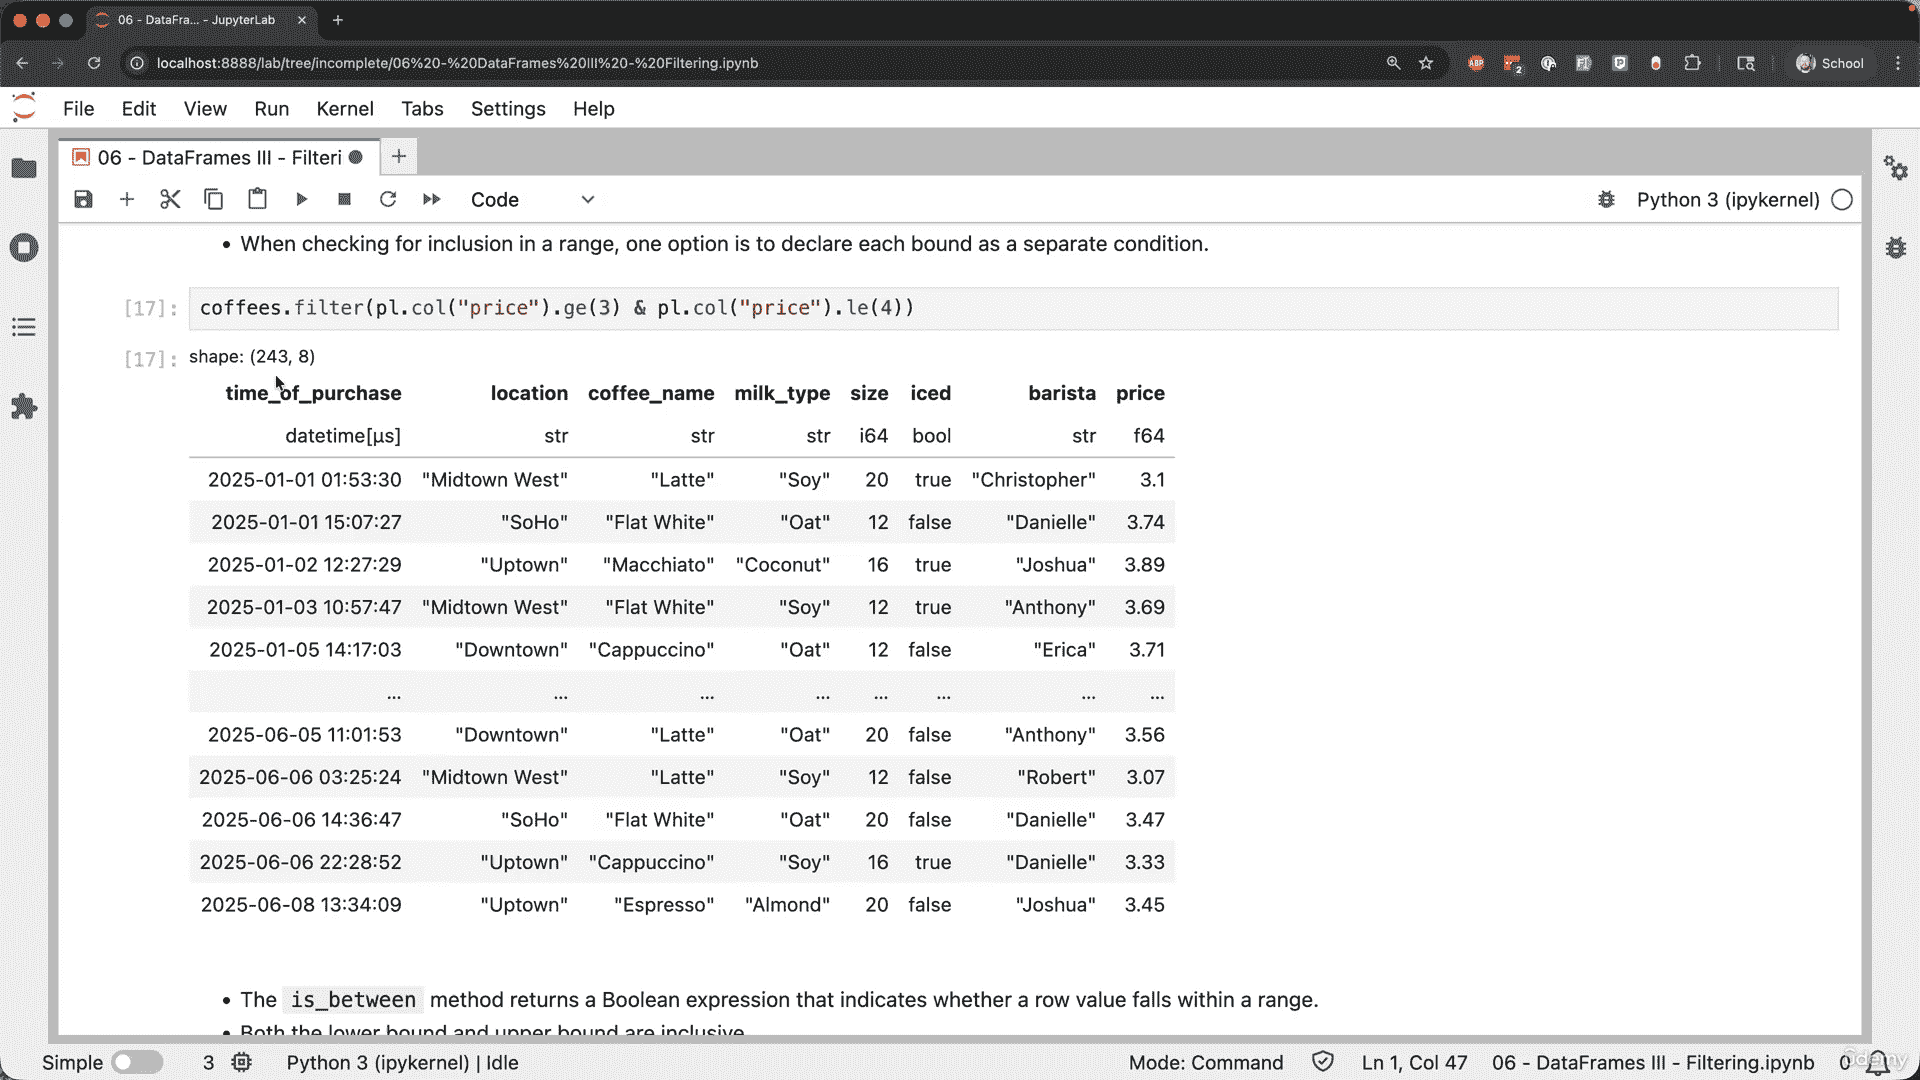 06 - DataFra... - JupyterLab
localhost:8888/lab/tree/incomplete/06%20-%20DataFrames%20III%20-%20Filtering.ipynb
ABP
2
School
File Edit View Run Kernel Tabs Settings Help
06 - DataFrames III - Filteri
Code
Python 3 (ipykernel)
• When checking for inclusion in a range, one option is to declare each bound as a separate condition.
[17]: coffees.filter(pl.col("price").ge(3) & pl.col("price").le(4))
[17]: shape: (243, 8)
time_of_purchase location coffee_name milk_type size iced barista price
datetime[μs] str str str i64 bool str f64
2025-01-01 01:53:30 "Midtown West" "Latte" "Soy" 20 true "Christopher" 3.1
2025-01-01 15:07:27 "SoHo" "Flat White" "Oat" 12 false "Danielle" 3.74
2025-01-02 12:27:29 "Uptown" "Macchiato" "Coconut" 16 true "Joshua" 3.89
2025-01-03 10:57:47 "Midtown West" "Flat White" "Soy" 12 true "Anthony" 3.69
2025-01-05 14:17:03 "Downtown" "Cappuccino" "Oat" 12 false "Erica" 3.71
... ... ... ... ... ... ... ...
2025-06-05 11:01:53 "Downtown" "Latte" "Oat" 20 false "Anthony" 3.56
2025-06-06 03:25:24 "Midtown West" "Latte" "Soy" 12 false "Robert" 3.07
2025-06-06 14:36:47 "SoHo" "Flat White" "Oat" 20 false "Danielle" 3.47
2025-06-06 22:28:52 "Uptown" "Cappuccino" "Soy" 16 true "Danielle" 3.33
2025-06-08 13:34:09 "Uptown" "Espresso" "Almond" 20 false "Joshua" 3.45
• The is_between method returns a Boolean expression that indicates whether a row value falls within a range.
• Both the lower bound and upper bound are inclusive.
Simple 3 Python 3 (ipykernel) | Idle Mode: Command Ln 1, Col 47 06 - DataFrames III - Filtering.ipynb 0
Udemy